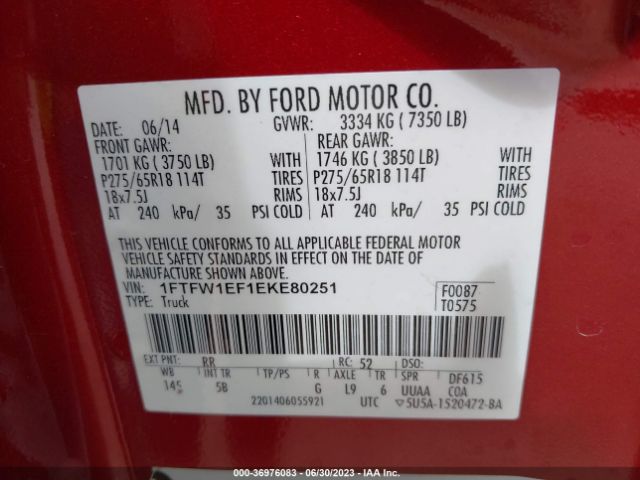 MFD. BY FORD MOTOR CO.
DATE: 06/14 GVWR: 3334 KG ( 7350 LB)
FRONT GAWR: REAR GAWR:
1701 KG ( 3750 LB) WITH 1746 KG ( 3850 LB) WITH
P275/65R18 114T TIRES P275/65R18 114T TIRES
18x7.5J RIMS 18x7.5J RIMS
AT 240 kPa/ 35 PSI COLD AT 240 kPa/ 35 PSI COLD
THIS VEHICLE CONFORMS TO ALL APPLICABLE FEDERAL MOTOR
VEHICLE SAFETY STANDARDS IN EFFECT ON THE DATE OF
MANUFACTURE SHOWN ABOVE.
VIN: 1FTFW1EF1EKE80251 F0087
TYPE: Truck T0575
EXT PNT: RR RC: 52 DSO:
WB INT TR TP/PS R AXLE TR SPR DF615
145 5B G L9 6 UUAA COA
2201406055921 UTC ▽5U5A-1520472-BA
000-36976083 - 06/30/2023 - IAA Inc.